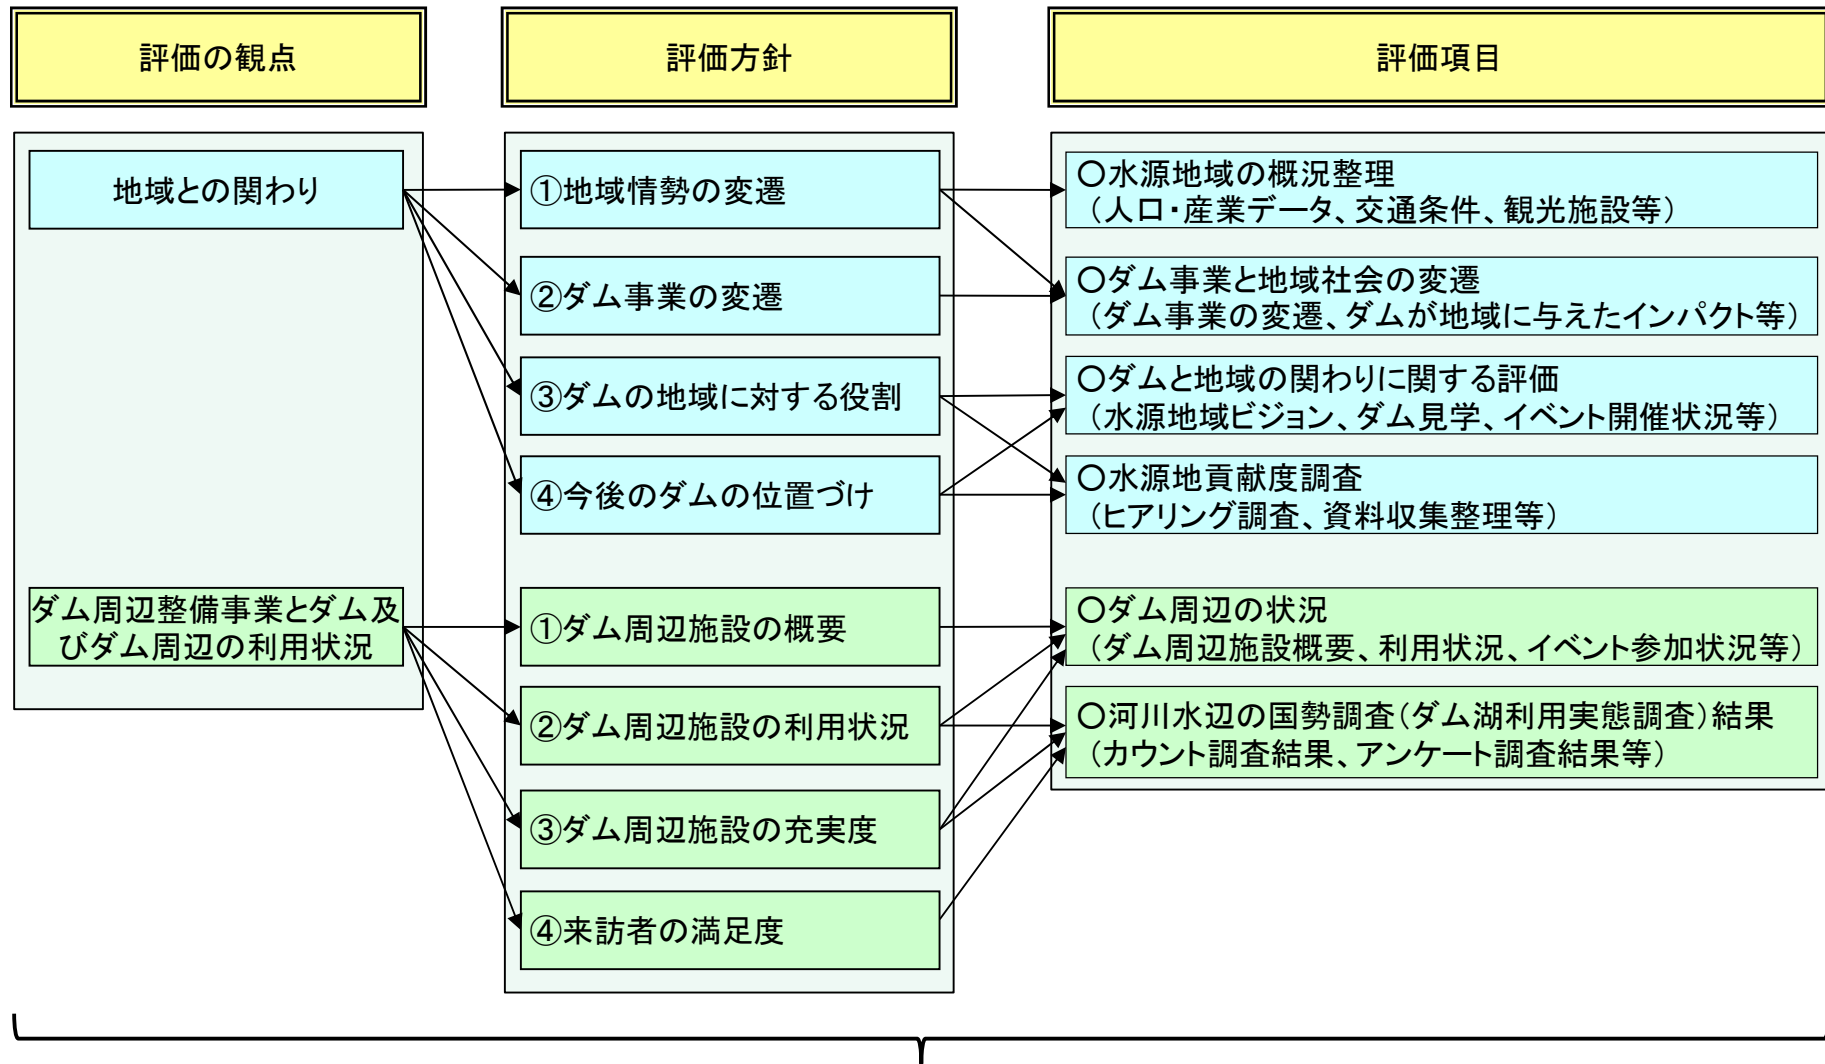 評価の観点
評価方針
評価項目
地域との関わり
①地域情勢の変遷
○水源地域の概況整理
（人口・産業データ、交通条件、観光施設等）
②ダム事業の変遷
○ダム事業と地域社会の変遷
（ダム事業の変遷、ダムが地域に与えたインパクト等）
③ダムの地域に対する役割
○ダムと地域の関わりに関する評価
（水源地域ビジョン、ダム見学、イベント開催状況等）
④今後のダムの位置づけ
○水源地貢献度調査
（ヒアリング調査、資料収集整理等）
ダム周辺整備事業とダム及
びダム周辺の利用状況
①ダム周辺施設の概要
○ダム周辺の状況
（ダム周辺施設概要、利用状況、イベント参加状況等）
②ダム周辺施設の利用状況
○河川水辺の国勢調査（ダム湖利用実態調査）結果
（カウント調査結果、アンケート調査結果等）
③ダム周辺施設の充実度
④来訪者の満足度